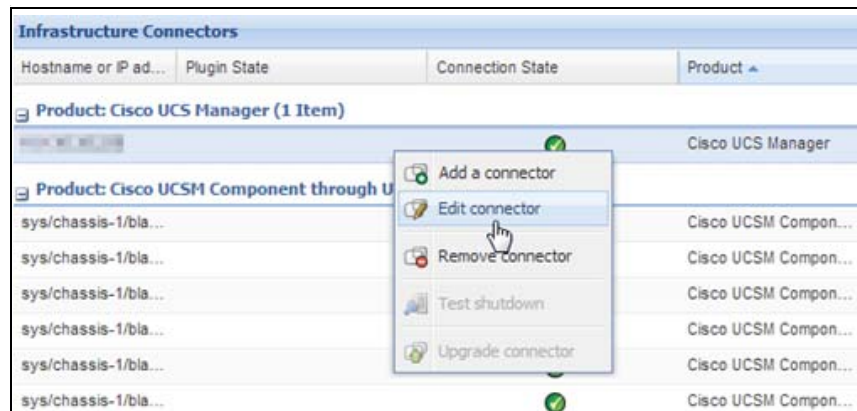 Infrastructure Connectors
Hostname or IP ad... Plugin State Connection State Product
Product: Cisco UCS Manager (1 Item)
Cisco UCS Manager
Add a connector
Product: Cisco UCSM Component through U
Edit connector
sys/chassis-1/bla... Cisco UCSM Compon...
sys/chassis-1/bla... Remove connector Cisco UCSM Compon...
sys/chassis-1/bla... Test shutdown Cisco UCSM Compon...
sys/chassis-1/bla... Cisco UCSM Compon...
Upgrade connector
sys/chassis-1/bla... Cisco UCSM Compon...
sys/chassis-1/bla... Cisco UCSM Compon...